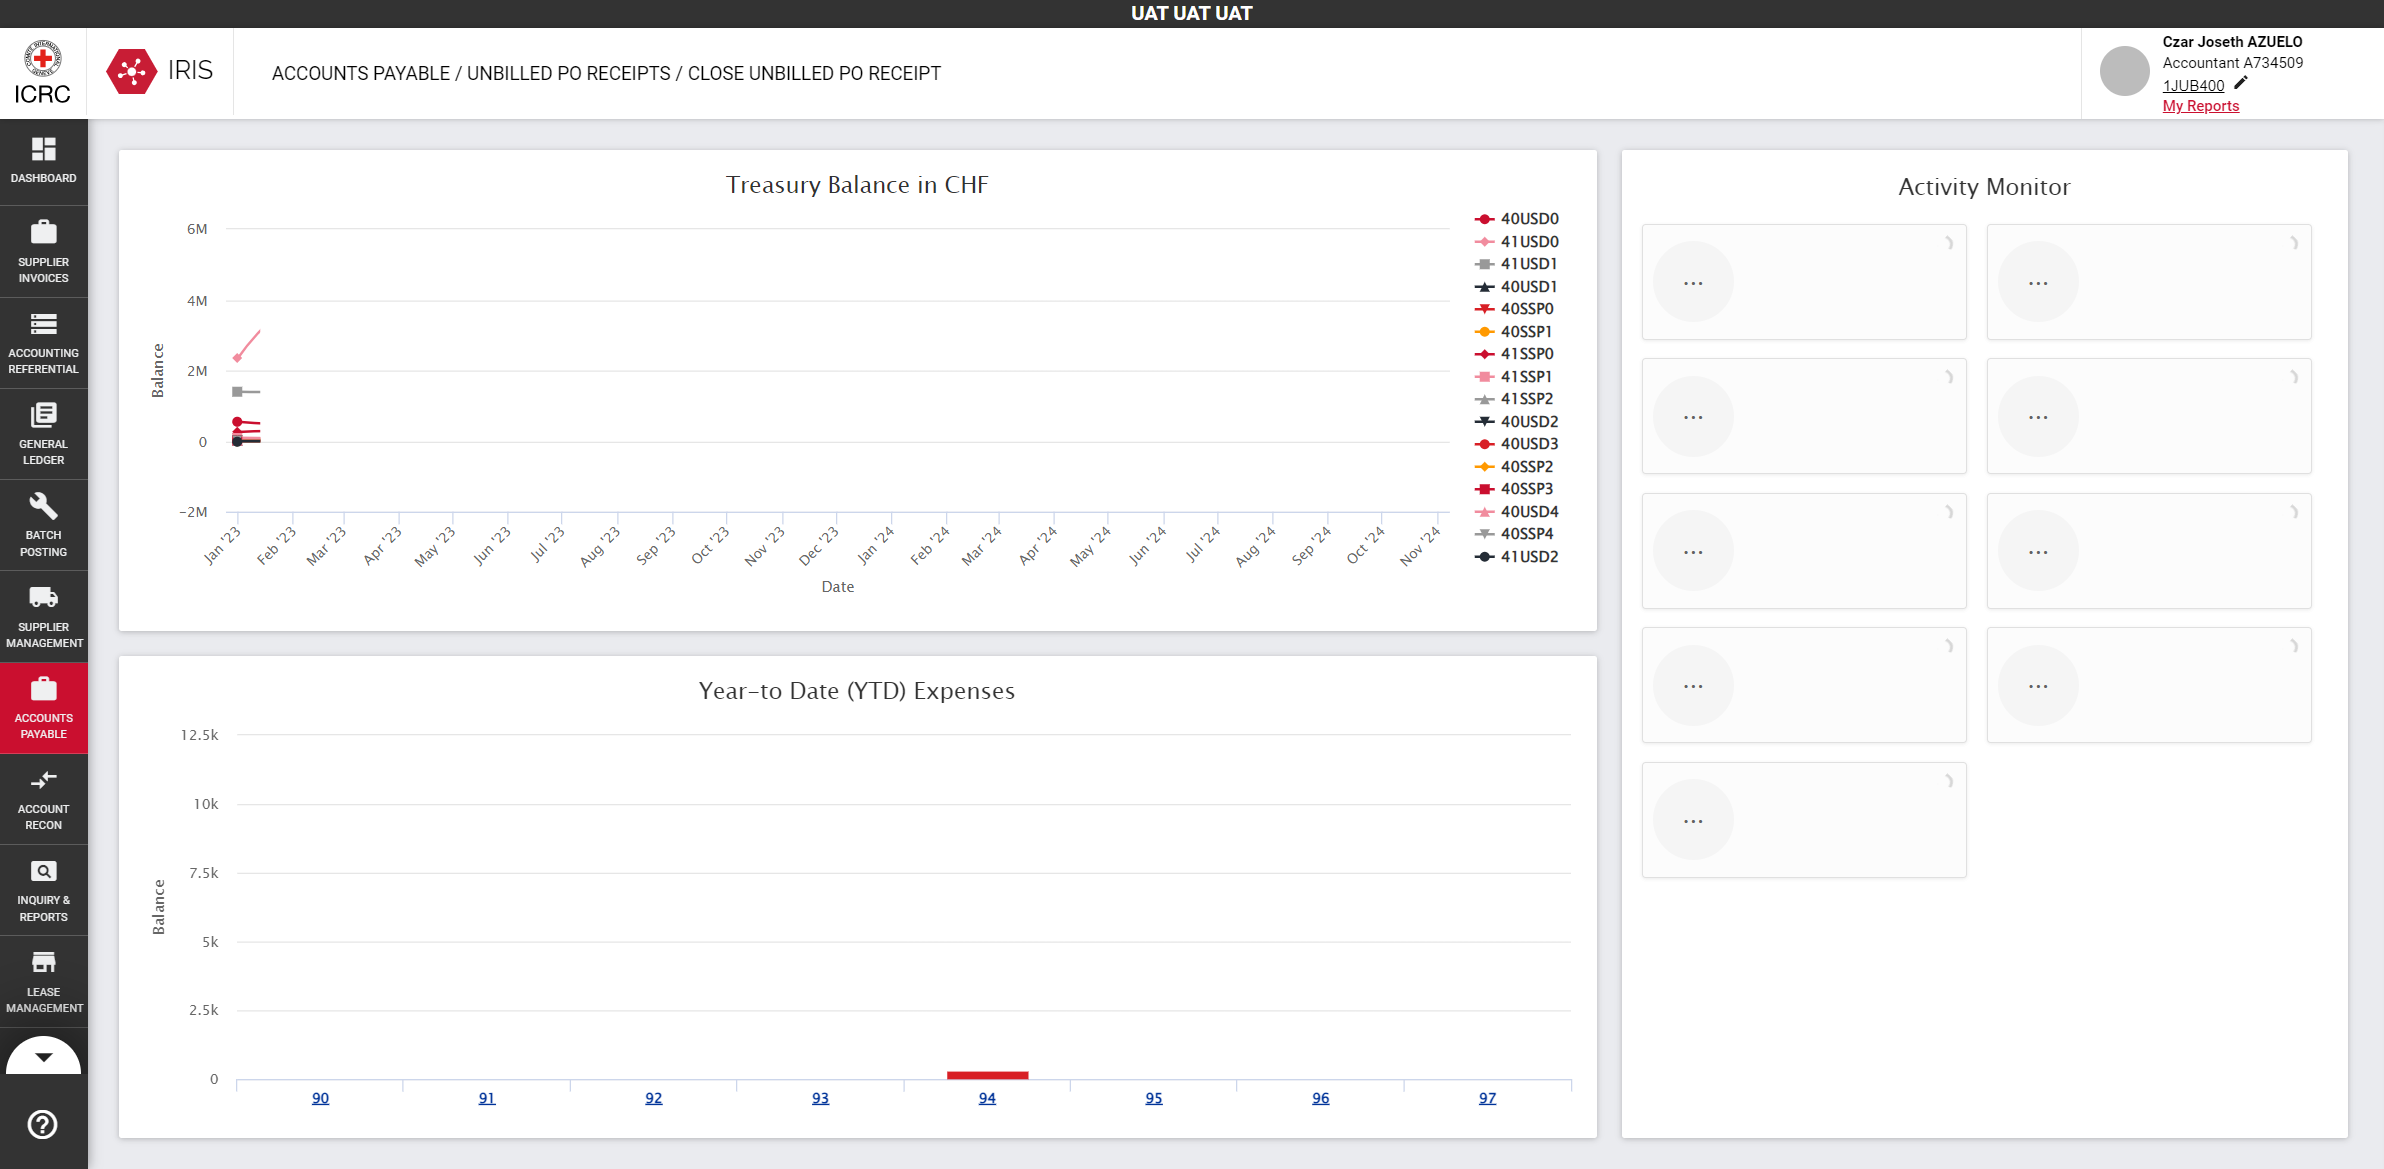 UAT UAT UAT
ICRC
IRIS
ACCOUNTS PAYABLE / UNBILLED PO RECEIPTS / CLOSE UNBILLED PO RECEIPT
Czar Joseth AZUELO
Accountant A734509
1JUB400
My Reports
DASHBOARD
SUPPLIER
INVOICES
ACCOUNTING
REFERENTIAL
GENERAL
LEDGER
BATCH
POSTING
SUPPLIER
MANAGEMENT
ACCOUNTS
PAYABLE
ACCOUNT
RECON
INQUIRY &
REPORTS
LEASE
MANAGEMENT
Treasury Balance in CHF
Balance
6M
4M
2M
0
-2M
Jan '23
Feb '23
Mar '23
Apr '23
May '23
Jun '23
Jul '23
Aug '23
Sep '23
Oct '23
Nov '23
Dec '23
Jan '24
Feb '24
Mar '24
Apr '24
May '24
Jun '24
Jul '24
Aug '24
Sep '24
Oct '24
Nov '24
Date
40USD0
41USD0
41USD1
40USD1
40SSP0
40SSP1
41SSP0
41SSP1
41SSP2
40USD2
40USD3
40SSP2
40SSP3
40USD4
40SSP4
41USD2
Year-to Date (YTD) Expenses
Balance
12.5k
10k
7.5k
5k
2.5k
0
90
91
92
93
94
95
96
97
Activity Monitor
...
...
...
...
...
...
...
...
...